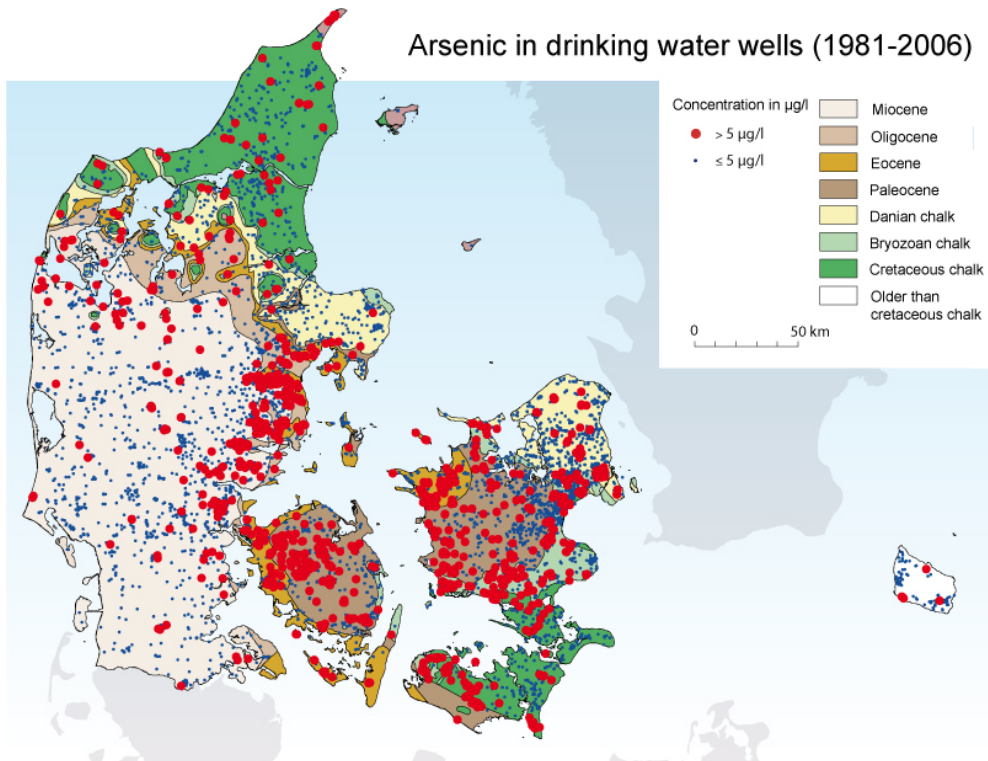 Arsenic in drinking water wells (1981-2006)
Concentration in µg/l
> 5 µg/l
≤ 5 µg/l
Miocene
Oligocene
Eocene
Paleocene
Danian chalk
Bryozoan chalk
Cretaceous chalk
Older than
cretaceous chalk
0 50 km